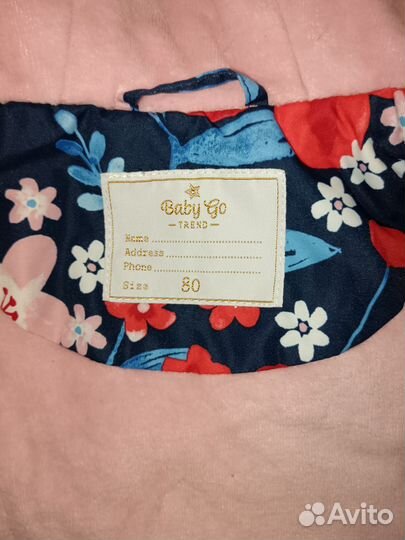 Baby Go
— TREND —
Name
Address
Phone
Size 80
Avito